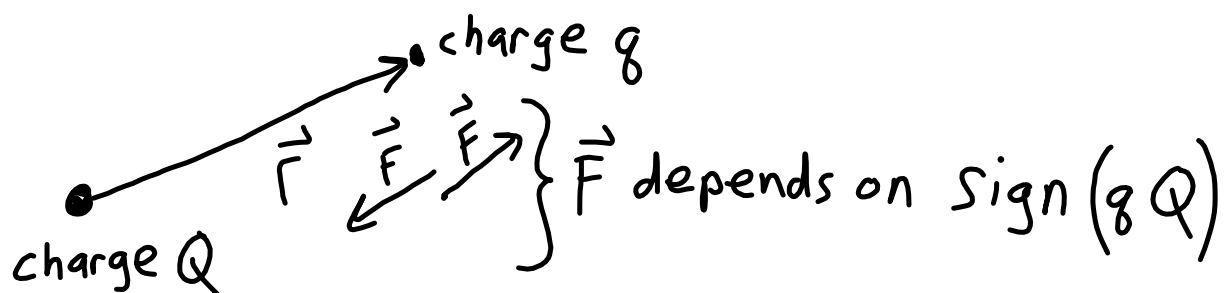 charge q
r⃗ F⃗ F⃗ } F⃗ depends on Sign (q Q)
charge Q